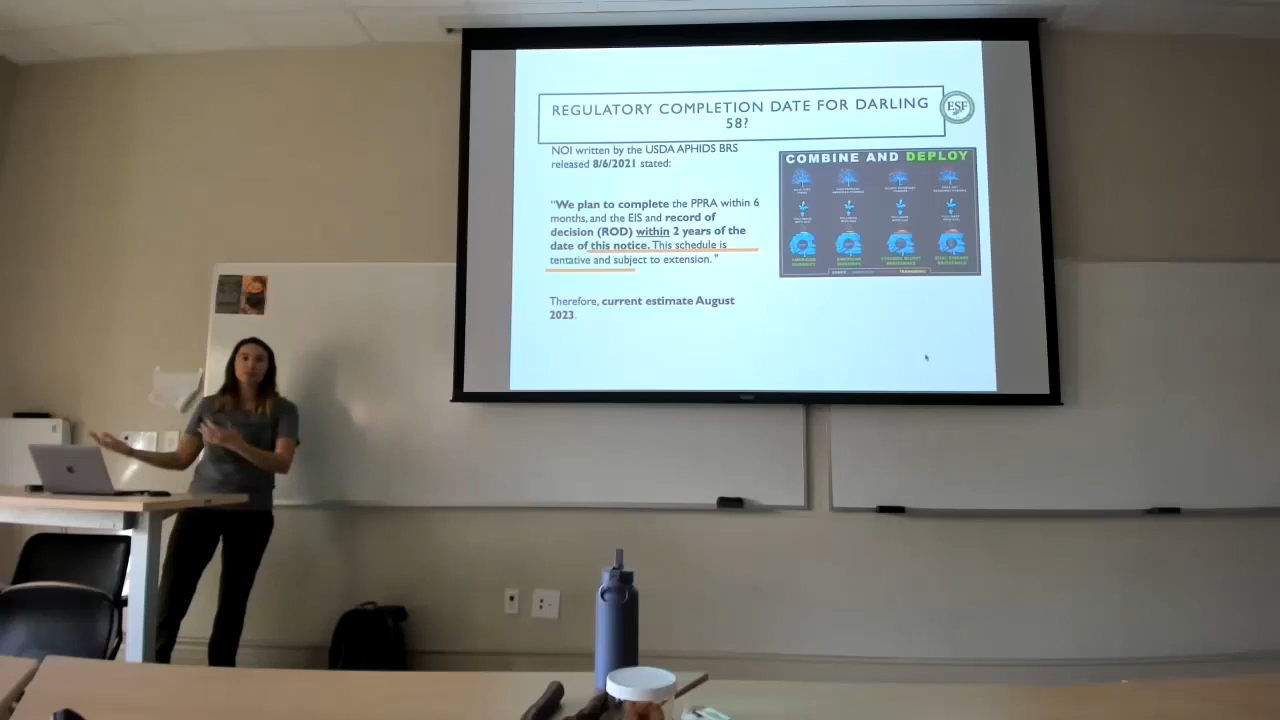 REGULATORY COMPLETION DATE FOR DARLING
58?
ESF
NOI written by the USDA APHIDS BRS
released 8/6/2021 stated:
"We plan to complete the PPRA within 6
months, and the EIS and record of
decision (ROD) within 2 years of the
date of this notice. This schedule is
tentative and subject to extension."
Therefore, current estimate August
2023.
COMBINE AND DEPLOY